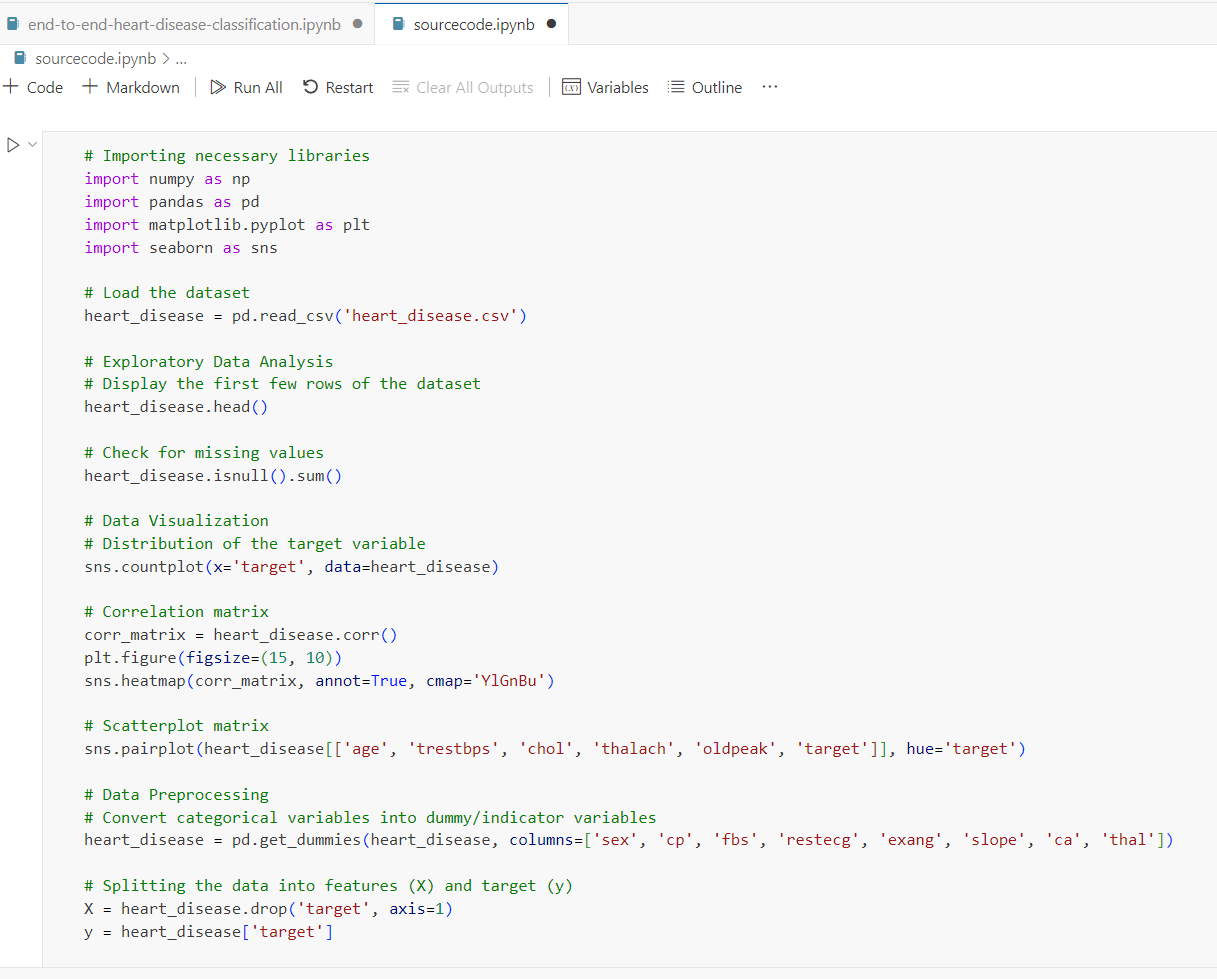 end-to-end-heart-disease-classification.ipynb
sourcecode.ipynb
sourcecode.ipynb > ...
+ Code + Markdown Run All Restart Clear All Outputs Variables Outline ...
# Importing necessary libraries
import numpy as np
import pandas as pd
import matplotlib.pyplot as plt
import seaborn as sns
# Load the dataset
heart_disease = pd.read_csv('heart_disease.csv')
# Exploratory Data Analysis
# Display the first few rows of the dataset
heart_disease.head()
# Check for missing values
heart_disease.isnull().sum()
# Data Visualization
# Distribution of the target variable
sns.countplot(x='target', data=heart_disease)
# Correlation matrix
corr_matrix = heart_disease.corr()
plt.figure(figsize=(15, 10))
sns.heatmap(corr_matrix, annot=True, cmap='YlGnBu')
# Scatterplot matrix
sns.pairplot(heart_disease[['age', 'trestbps', 'chol', 'thalach', 'oldpeak', 'target']], hue='target')
# Data Preprocessing
# Convert categorical variables into dummy/indicator variables
heart_disease = pd.get_dummies(heart_disease, columns=['sex', 'cp', 'fbs', 'restecg', 'exang', 'slope', 'ca', 'thal'])
# Splitting the data into features (X) and target (y)
X = heart_disease.drop('target', axis=1)
y = heart_disease['target']